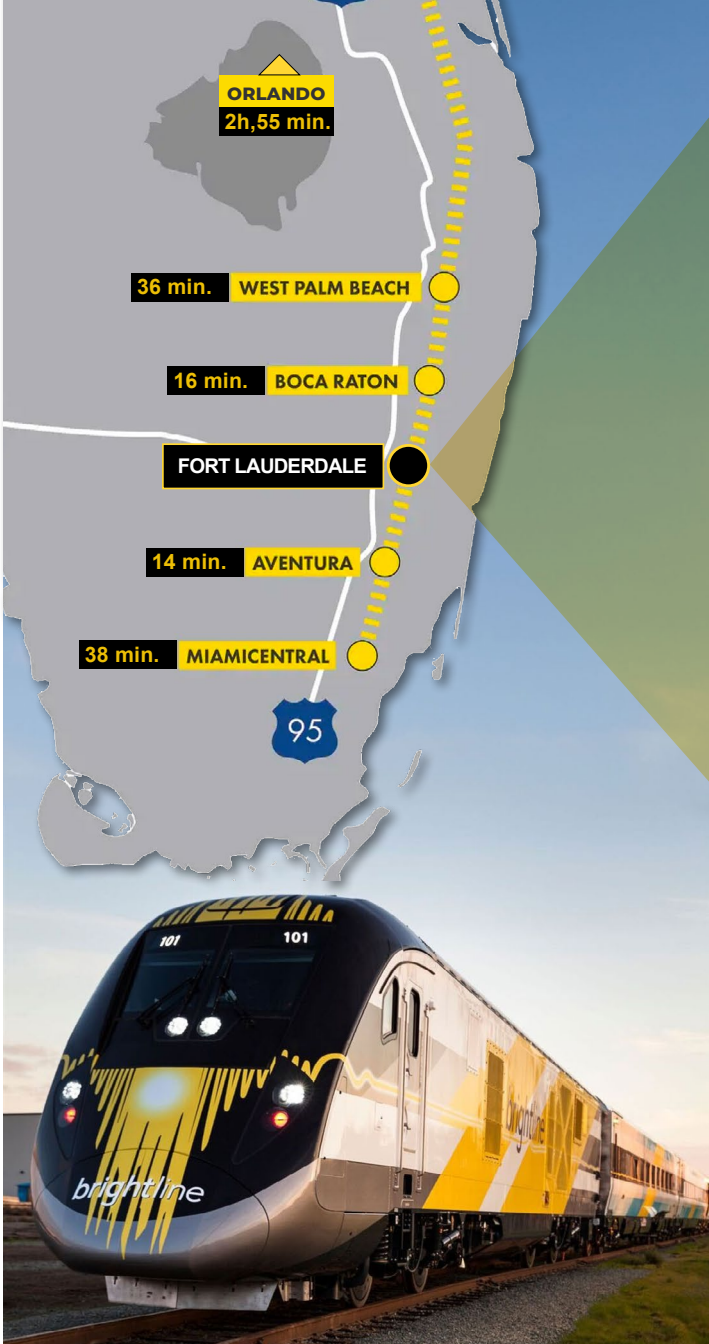 ORLANDO
2h,55 min.
36 min. WEST PALM BEACH
16 min. BOCA RATON
FORT LAUDERDALE
14 min. AVENTURA
38 min. MIAMICENTRAL
95
101 101
brightline
brightline